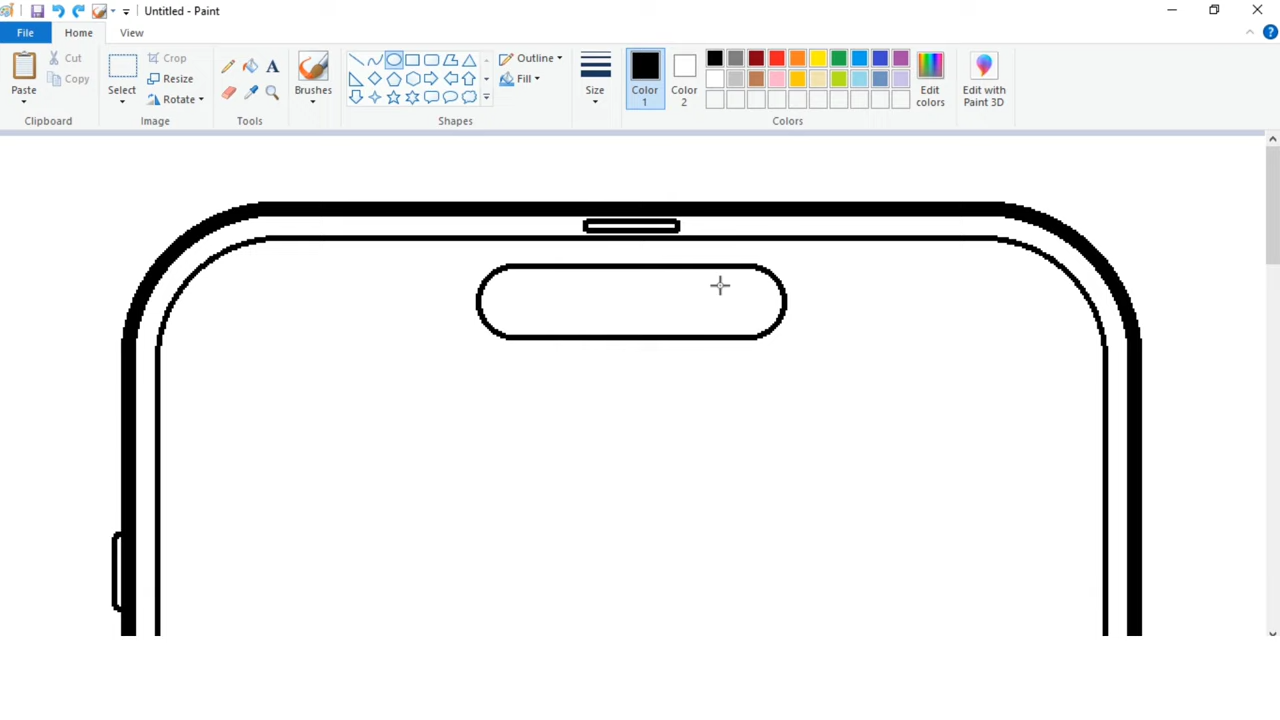 Untitled - Paint
File Home View
Paste
Cut
Copy
Clipboard
Select
Crop
Resize
Rotate
Image
A
Tools
Brushes
Shapes
Outline
Fill
Size
Color 1
Color 2
Colors
Edit colors
Edit with Paint 3D
?